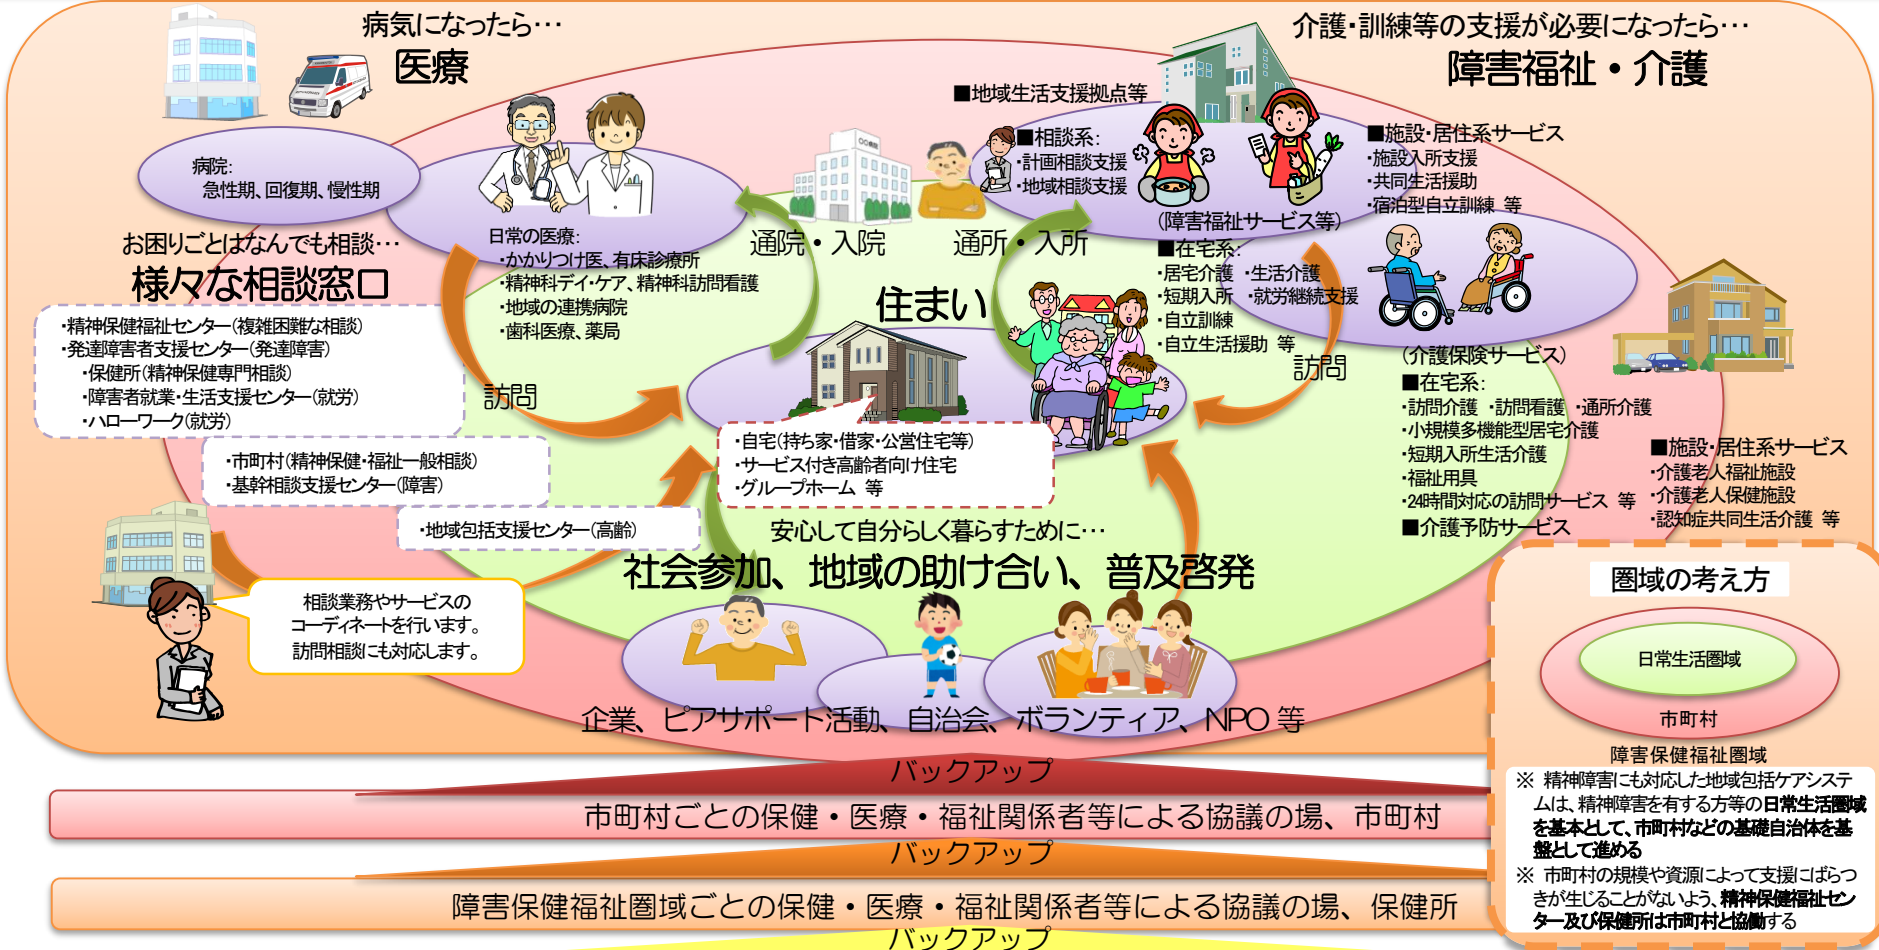 病気になったら…
医療
介護・訓練等の支援が必要になったら…
障害福祉・介護
病院:
急性期、回復期、慢性期
日常の医療:
・かかりつけ医、有床診療所
・精神科デイ・ケア、精神科訪問看護
・地域の連携病院
・歯科医療、薬局
通院・入院
通所・入所
■地域生活支援拠点等
■相談系:
・計画相談支援
・地域相談支援
(障害福祉サービス等)
■在宅系:
・居宅介護 ・生活介護
・短期入所 ・就労継続支援
・自立訓練
・自立生活援助 等
■施設・居住系サービス
・施設入所支援
・共同生活援助
・宿泊型自立訓練 等
(介護保険サービス)
■在宅系:
・訪問介護 ・訪問看護 ・通所介護
・小規模多機能型居宅介護
・短期入所生活介護
・福祉用具
・24時間対応の訪問サービス 等
■介護予防サービス
■施設・居住系サービス
・介護老人福祉施設
・介護老人保健施設
・認知症共同生活介護 等
お困りごとはなんでも相談…
様々な相談窓口
・精神保健福祉センター(複雑困難な相談)
・発達障害者支援センター(発達障害)
・保健所(精神保健専門相談)
・障害者就業・生活支援センター(就労)
・ハローワーク(就労)
・市町村(精神保健・福祉一般相談)
・基幹相談支援センター(障害)
・地域包括支援センター(高齢)
訪問
訪問
住まい
・自宅(持ち家・借家・公営住宅等)
・サービス付き高齢者向け住宅
・グループホーム 等
相談業務やサービスの
コーディネートを行います。
訪問相談にも対応します。
安心して自分らしく暮らすために…
社会参加、地域の助け合い、普及啓発
企業、ピアサポート活動、自治会、ボランティア、NPO 等
バックアップ
市町村ごとの保健・医療・福祉関係者等による協議の場、市町村
バックアップ
障害保健福祉圏域ごとの保健・医療・福祉関係者等による協議の場、保健所
バックアップ
圏域の考え方
日常生活圏域
市町村
障害保健福祉圏域
※ 精神障害にも対応した地域包括ケアシステ
ムは、精神障害を有する方等の日常生活圏域
を基本として、市町村などの基礎自治体を基
盤として進める
※ 市町村の規模や資源によって支援にばらつ
きが生じることがないよう、精神保健福祉セン
ター及び保健所は市町村と協働する